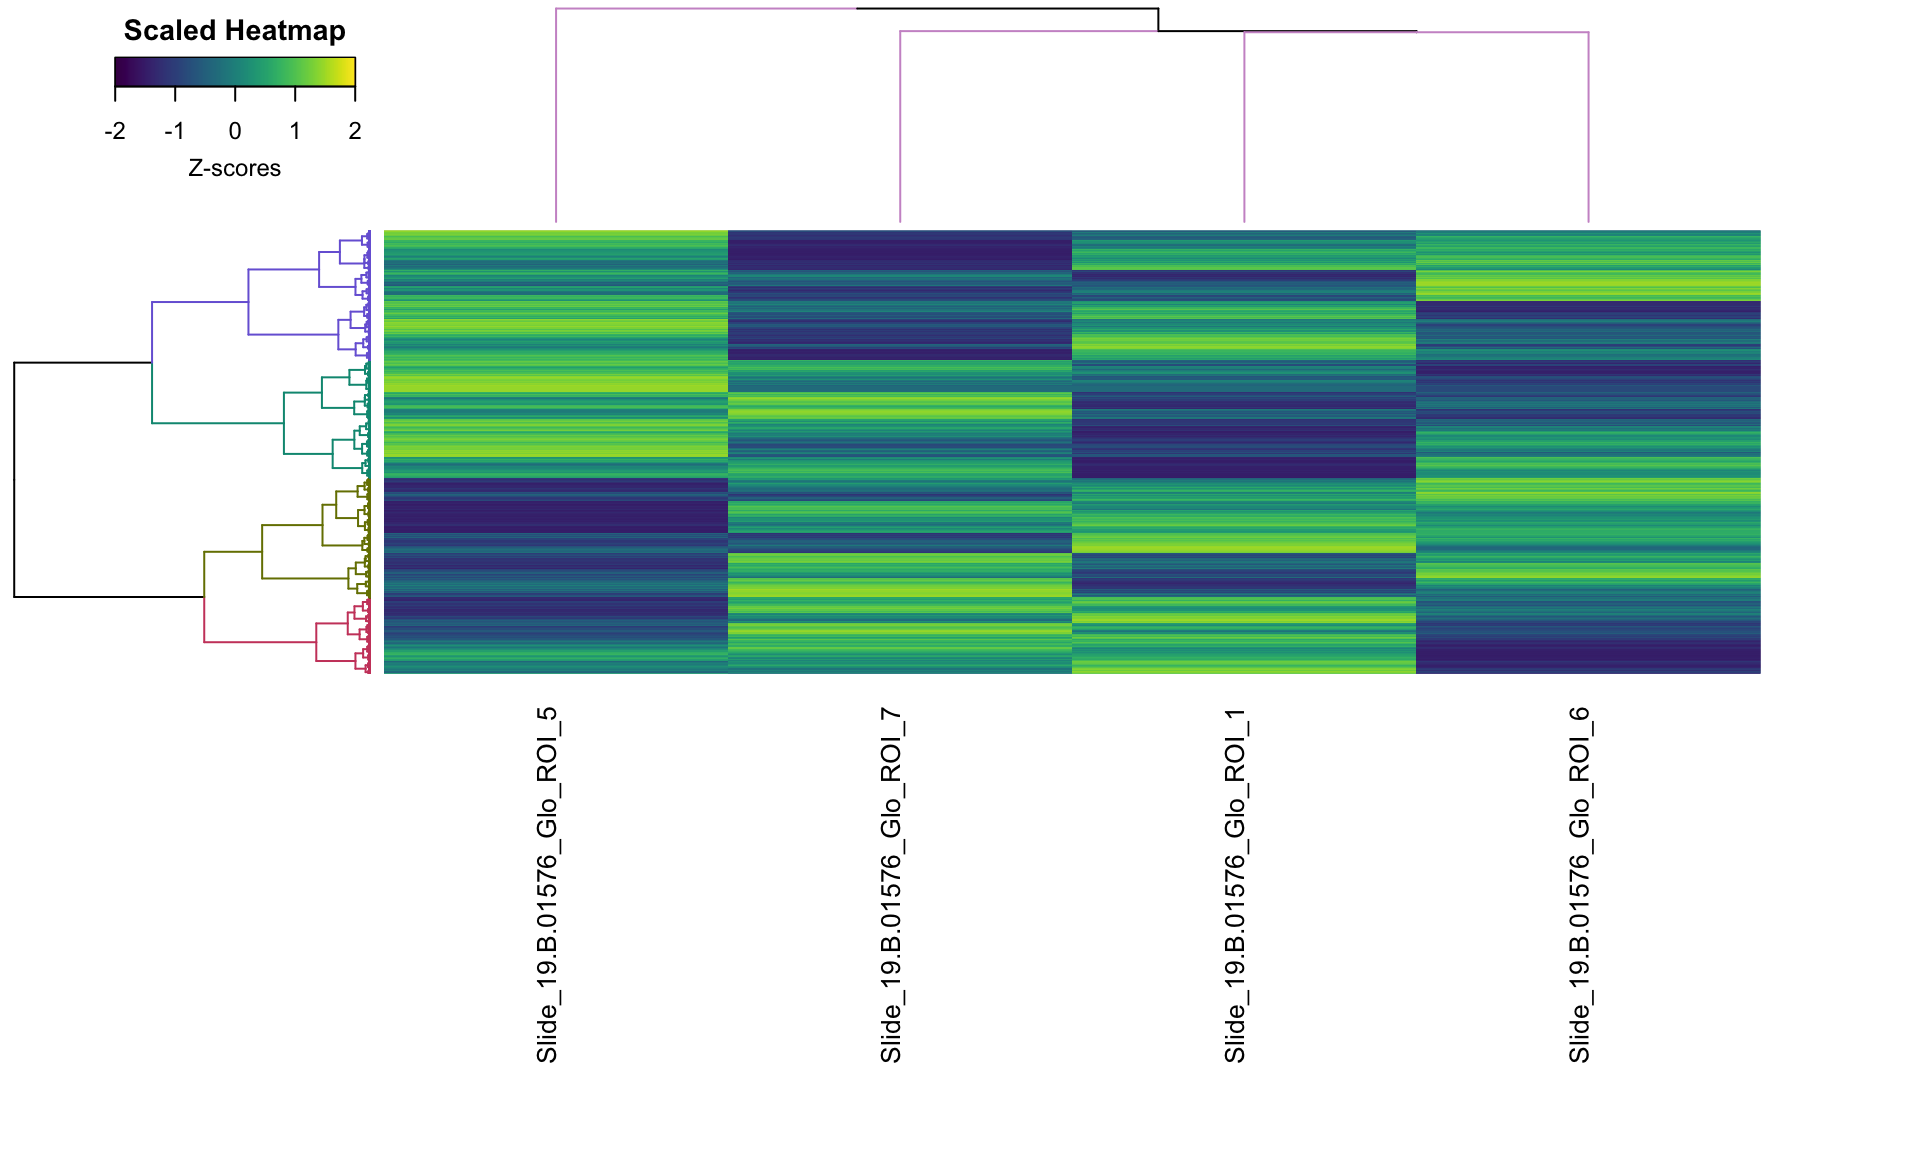 Scaled Heatmap
-2 -1 0 1 2
Z-scores
Slide_19.B.01576_Glo_ROI_5
Slide_19.B.01576_Glo_ROI_7
Slide_19.B.01576_Glo_ROI_1
Slide_19.B.01576_Glo_ROI_6